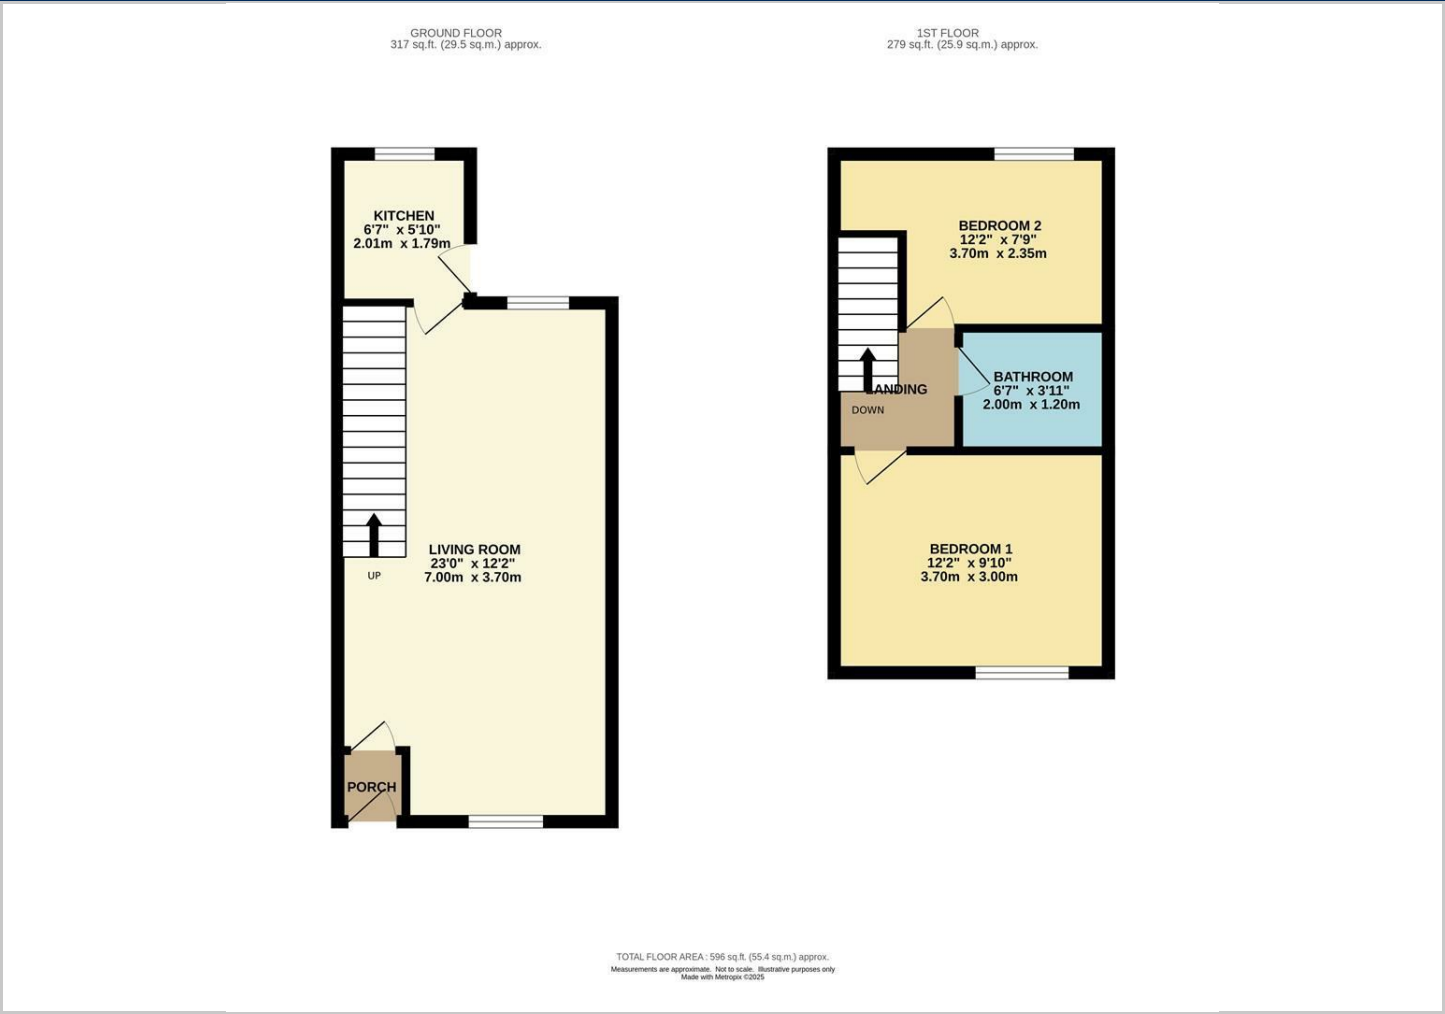 GROUND FLOOR
317 sq.ft. (29.5 sq.m.) approx.
1ST FLOOR
279 sq.ft. (25.9 sq.m.) approx.
KITCHEN
6'7" x 5'10"
2.01m x 1.79m
LIVING ROOM
23'0" x 12'2"
7.00m x 3.70m
UP
PORCH
BEDROOM 2
12'2" x 7'9"
3.70m x 2.35m
BATHROOM
6'7" x 3'11"
2.00m x 1.20m
LANDING
DOWN
BEDROOM 1
12'2" x 9'10"
3.70m x 3.00m
TOTAL FLOOR AREA : 596 sq.ft. (55.4 sq.m.) approx.
Measurements are approximate. Not to scale. Illustrative purposes only
Made with Metropix ©2025